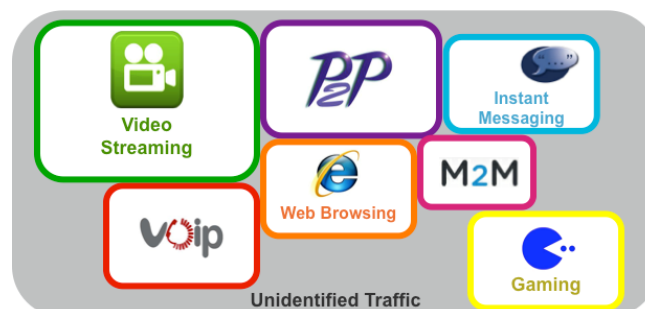 Video
Streaming
P2P
Instant
Messaging
Web Browsing
M2M
voip
Gaming
Unidentified Traffic